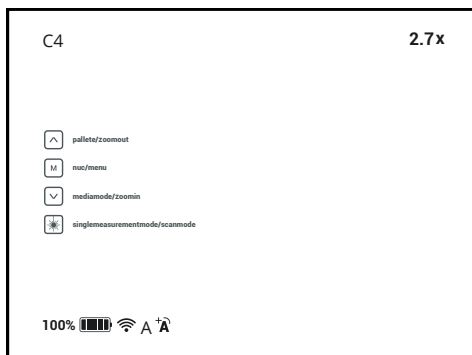 C4
2.7x
pallete/zoomout
M nuc/menu
mediamode/zoomin
singlemeasurementmode/scanmode
100% A A